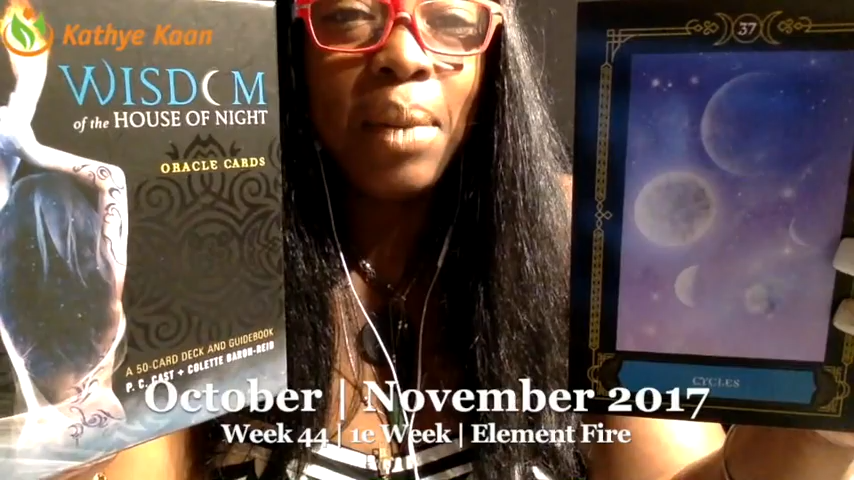 Kathye Kaan
WISDOM
of the HOUSE OF NIGHT
ORACLE CARDS
A 50-CARD DECK AND GUIDEBOOK
P. C. CAST + COLETTE BARON-REID
37
CYCLES
October | November 2017
Week 44 | 1e Week | Element Fire